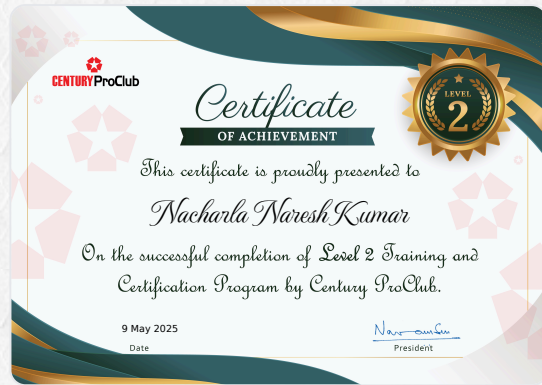 CENTURY ProClub
Certificate
OF ACHIEVEMENT
LEVEL
2
This certificate is proudly presented to
Nacharla Naresh Kumar
On the successful completion of Level 2 Training and
Certification Program by Century ProClub.
9 May 2025
Date
President